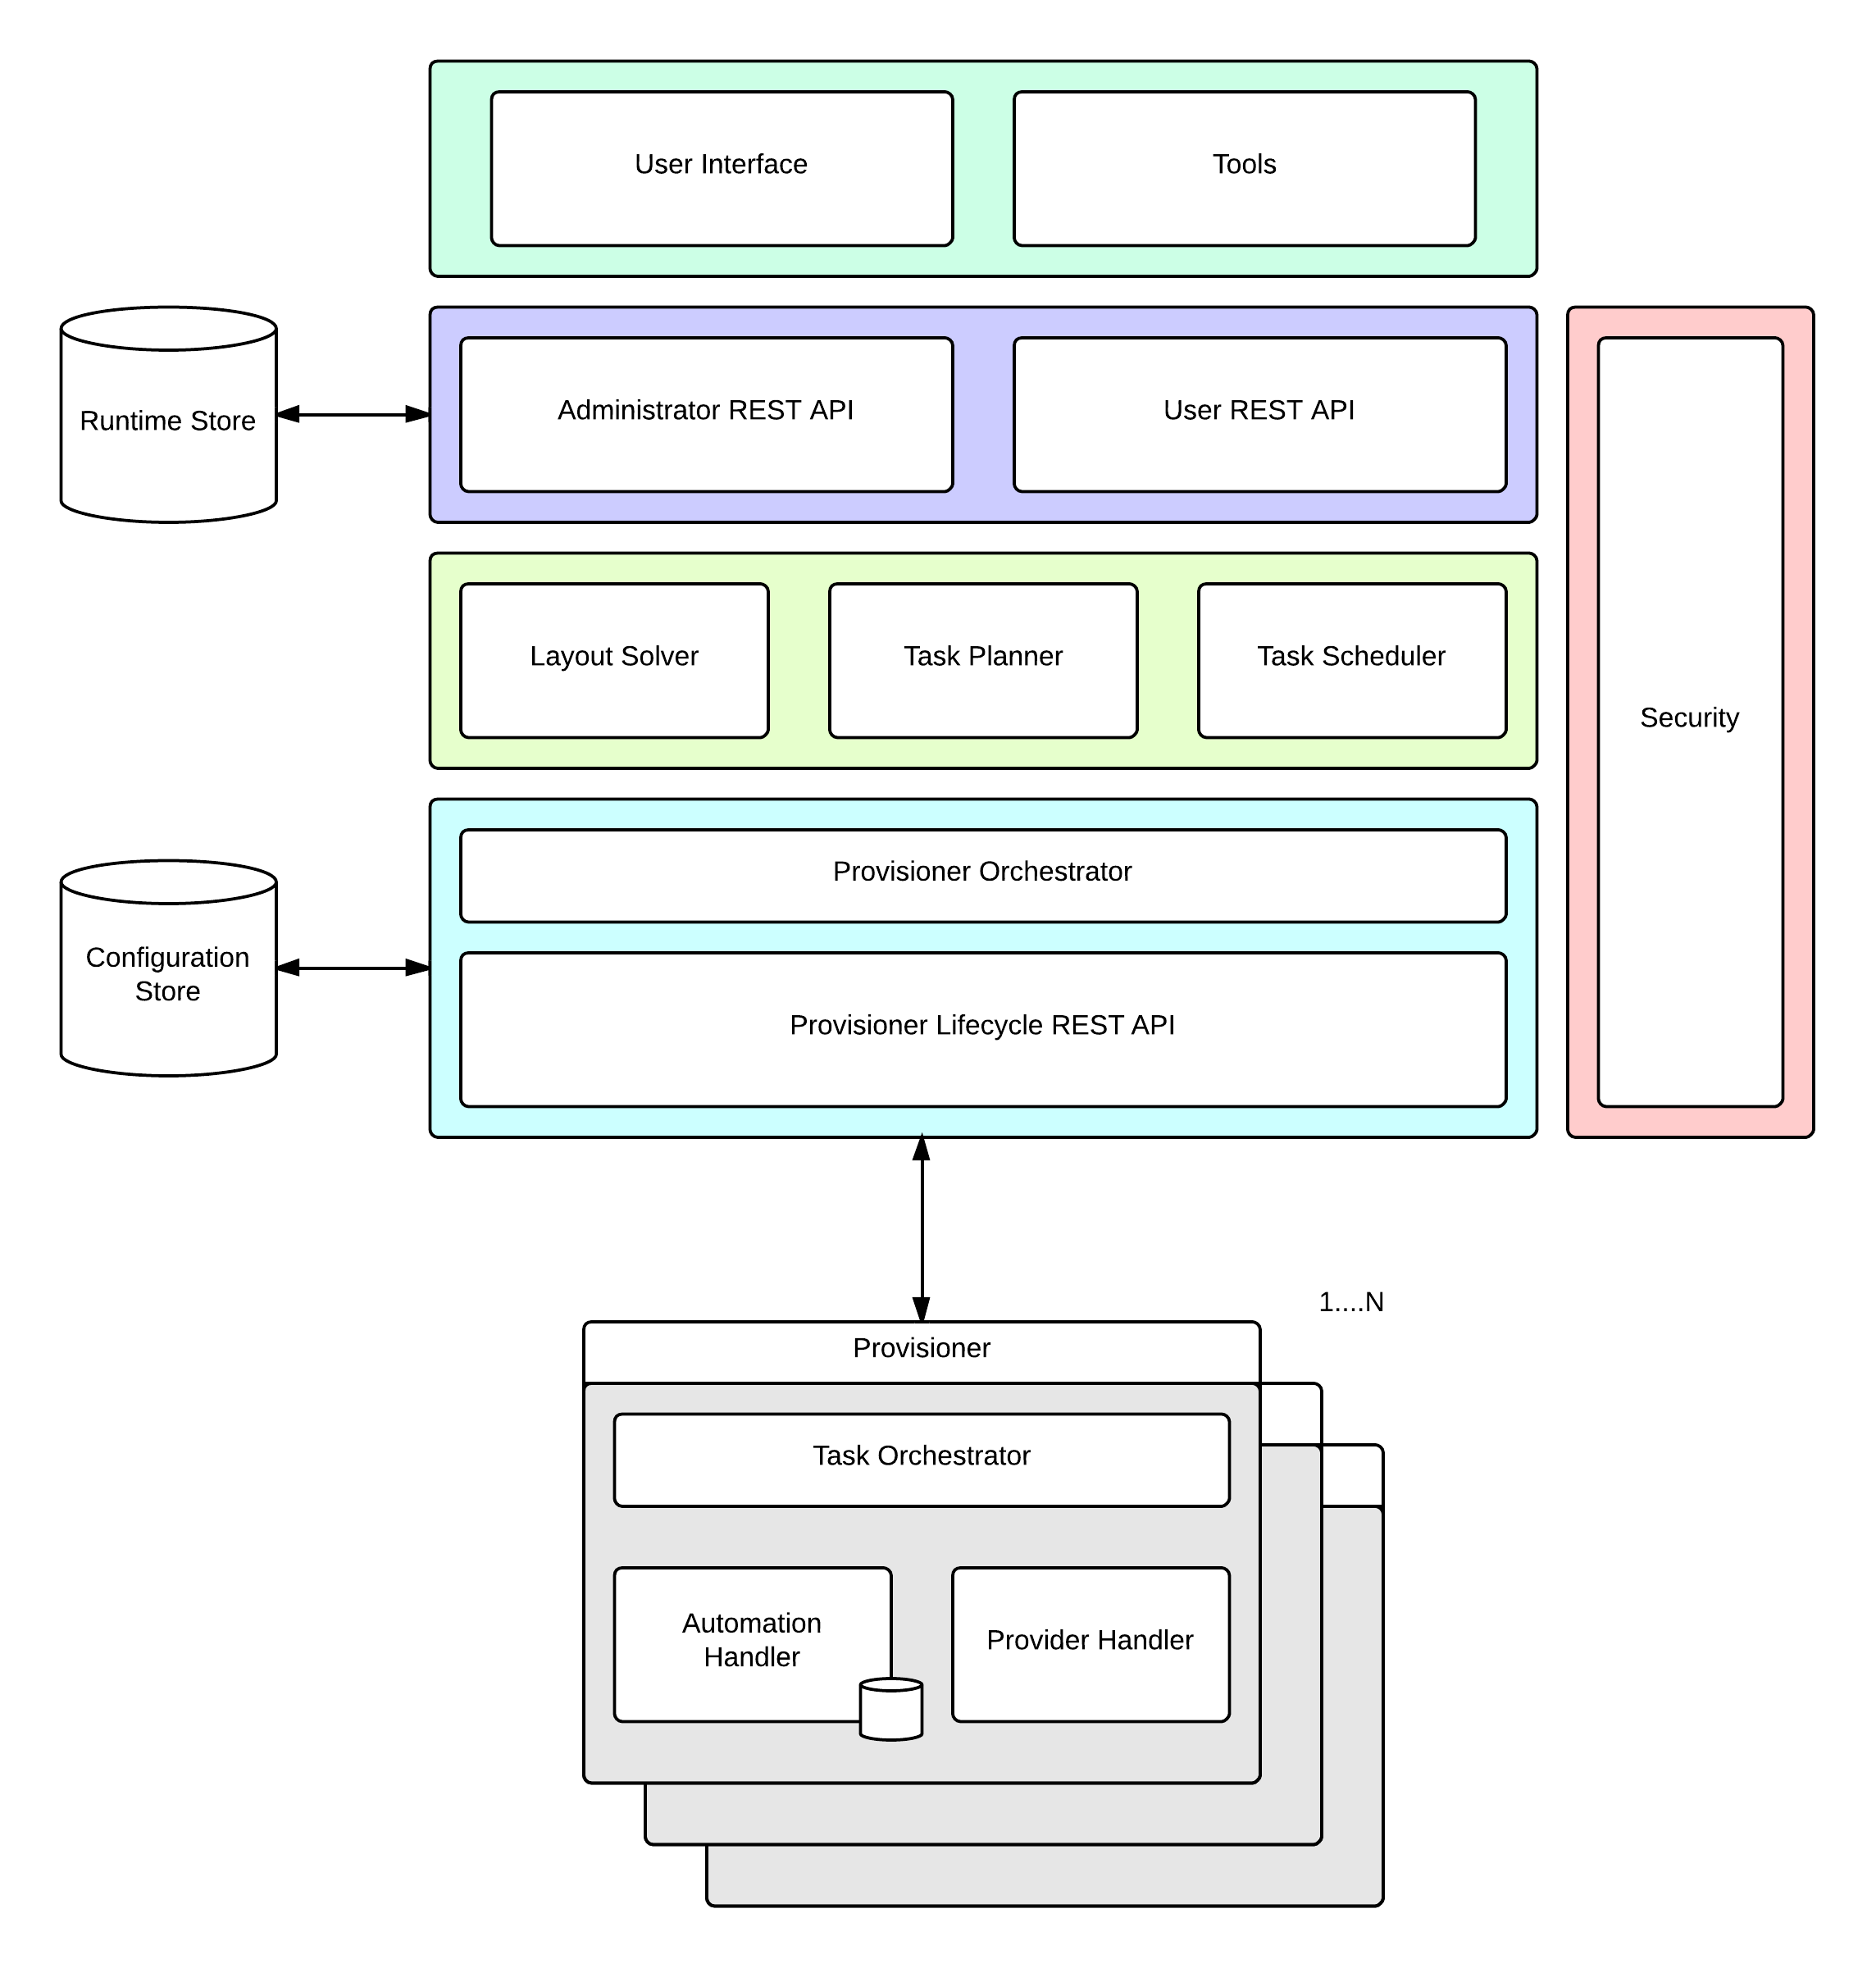 User Interface
Tools
Runtime Store
Administrator REST API
User REST API
Layout Solver
Task Planner
Task Scheduler
Security
Provisioner Orchestrator
Configuration
Store
Provisioner Lifecycle REST API
1....N
Provisioner
Task Orchestrator
Automation
Handler
Provider Handler